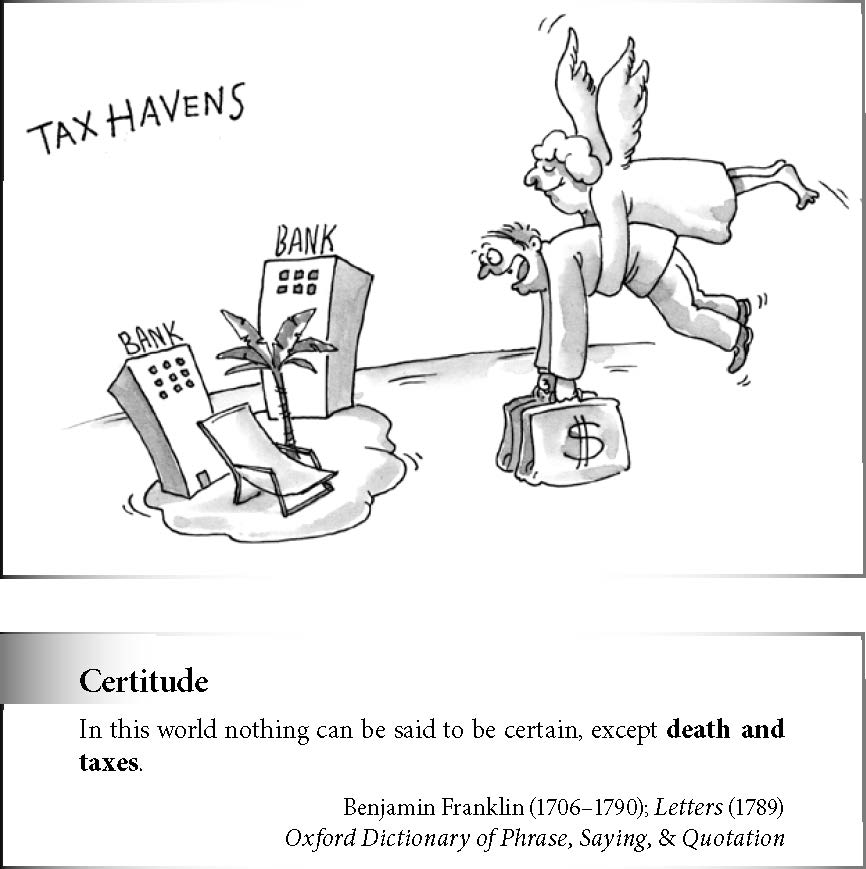 TAX HAVENS
BANK
BANK
$
Certitude
In this world nothing can be said to be certain, except death and
taxes.
Benjamin Franklin (1706–1790); Letters (1789)
Oxford Dictionary of Phrase, Saying, & Quotation